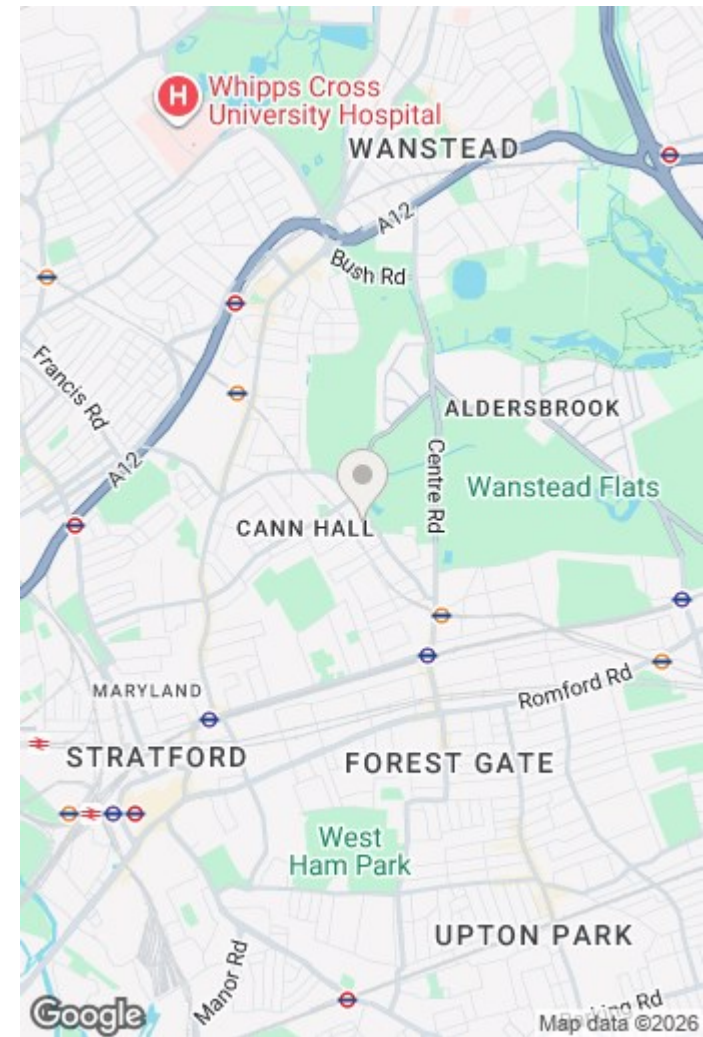 H
Whipps Cross
University Hospital
WANSTEAD
A12
Bush Rd
Francis Rd
ALDERSBROOK
A12
Centre Rd
Wanstead Flats
CANN HALL
MARYLAND
Romford Rd
STRATFORD
FOREST GATE
West
Ham Park
UPTON PARK
Manor Rd
Google
Map data ©2026